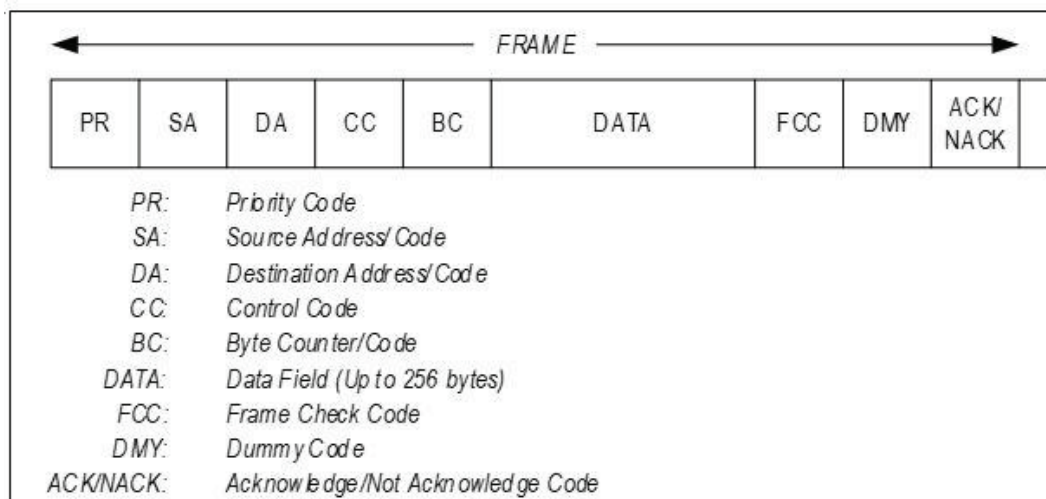 FRAME
PR SA DA CC BC DATA FCC DMY ACK/
NACK
PR: Priority Code
SA: Source Address/Code
DA: Destination Address/Code
CC: Control Code
BC: Byte Counter/Code
DATA: Data Field (Up to 256 bytes)
FCC: Frame Check Code
DMY: Dummy Code
ACK/NACK: Acknowledge/Not Acknowledge Code